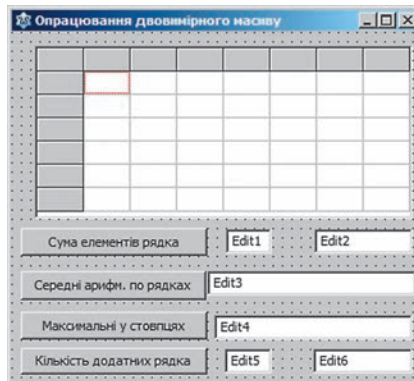 Опрацювання двовимірного масиву
Сума елементів рядка Edit1 Edit2
Середні арифм. по рядках Edit3
Максимальні у стовпцях Edit4
Кількість додатних рядка Edit5 Edit6